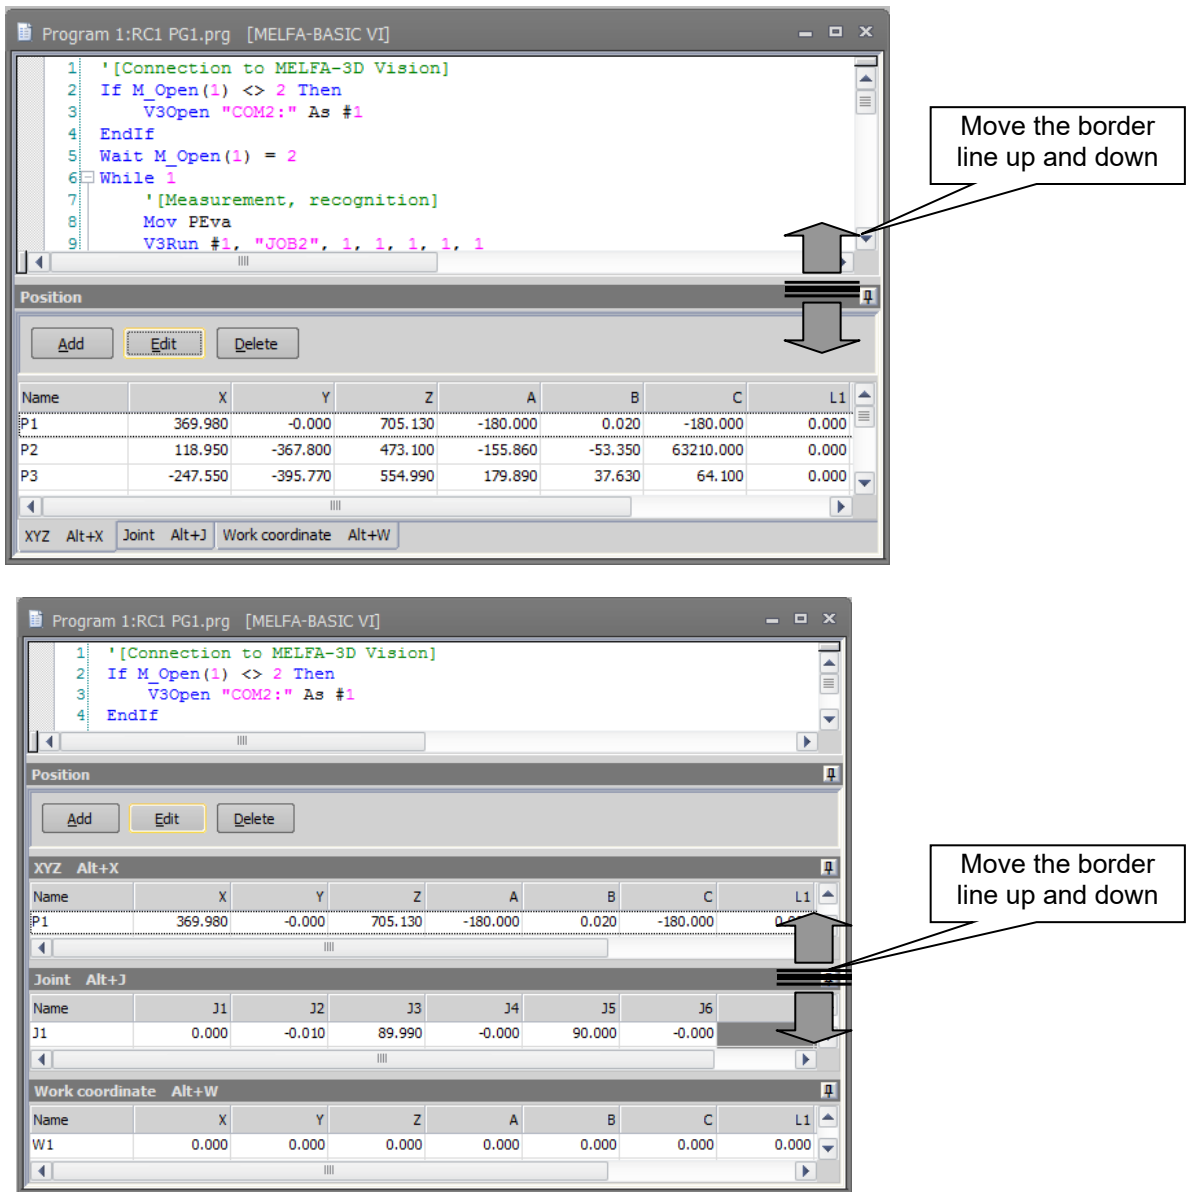 Program 1:RC1 PG1.prg [MELFA-BASIC VI]
1 '[Connection to MELFA-3D Vision]
2 If M_Open(1) <> 2 Then
3 V3Open "COM2:" As #1
4 EndIf
5 Wait M_Open(1) = 2
6 While 1
7 '[Measurement, recognition]
8 Mov PEva
9 V3Run #1, "JOB2", 1, 1, 1, 1, 1
Move the border
line up and down
Position
Add Edit Delete
Name X Y Z A B C L1
P1 369.980 -0.000 705.130 -180.000 0.020 -180.000 0.000
P2 118.950 -367.800 473.100 -155.860 -53.350 63210.000 0.000
P3 -247.550 -395.770 554.990 179.890 37.630 64.100 0.000
XYZ Alt+X Joint Alt+J Work coordinate Alt+W
Program 1:RC1 PG1.prg [MELFA-BASIC VI]
1 '[Connection to MELFA-3D Vision]
2 If M_Open(1) <> 2 Then
3 V3Open "COM2:" As #1
4 EndIf
Position
Add Edit Delete
XYZ Alt+X
Name X Y Z A B C L1
P1 369.980 -0.000 705.130 -180.000 0.020 -180.000
Move the border
line up and down
Joint Alt+J
Name J1 J2 J3 J4 J5 J6
J1 0.000 -0.010 89.990 -0.000 90.000 -0.000
Work coordinate Alt+W
Name X Y Z A B C L1
W1 0.000 0.000 0.000 0.000 0.000 0.000 0.000